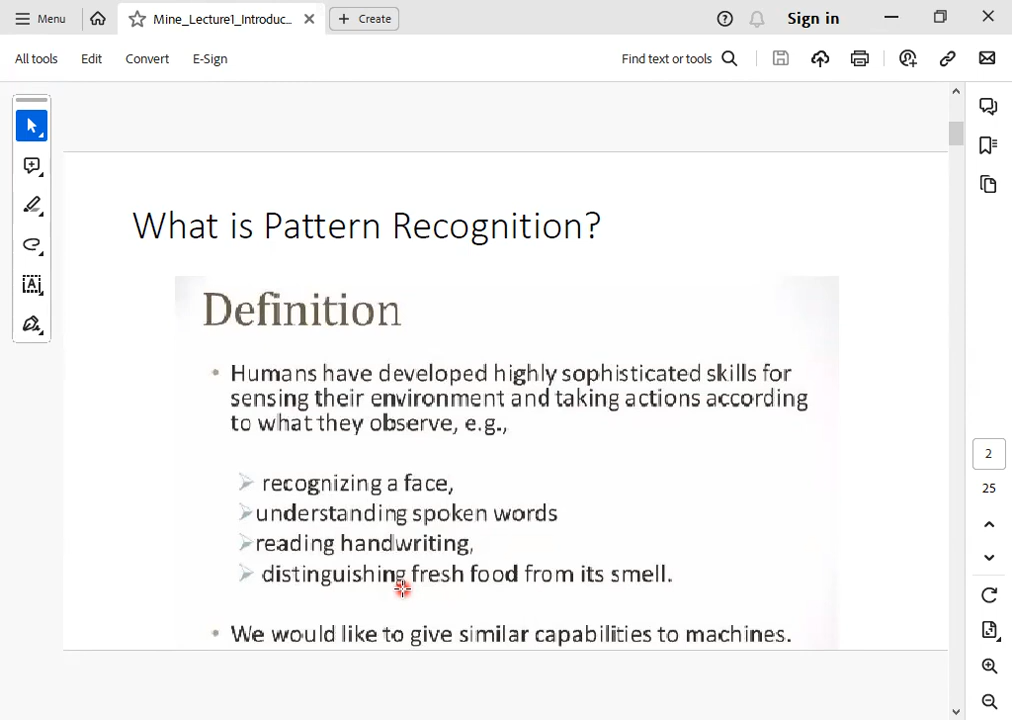 Menu
Mine_Lecture1_Introduc...
Create
Sign in
All tools
Edit
Convert
E-Sign
Find text or tools
What is Pattern Recognition?
Definition
• Humans have developed highly sophisticated skills for
sensing their environment and taking actions according
to what they observe, e.g.,
➢ recognizing a face,
➢ understanding spoken words
➢ reading handwriting,
➢ distinguishing fresh food from its smell.
• We would like to give similar capabilities to machines.
2
25